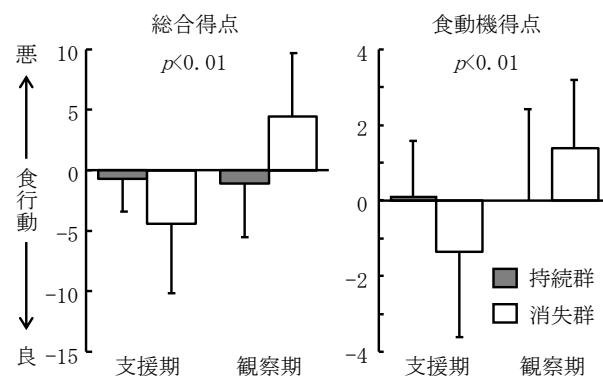 総合得点
悪
食行動
良
10
5
0
-5
-10
-15
p<0.01
支援期
観察期
食動機得点
4
2
0
-2
-4
p<0.01
持続群
消失群
支援期
観察期